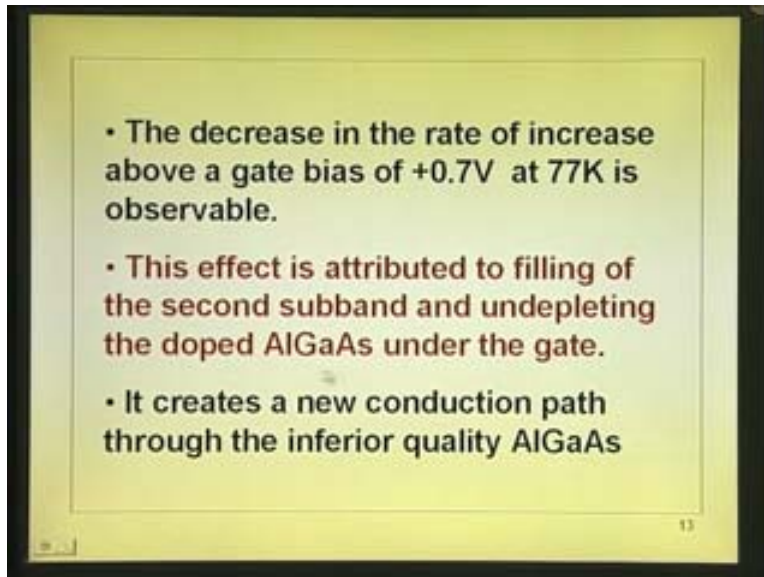 • The decrease in the rate of increase
above a gate bias of +0.7V at 77K is
observable.
• This effect is attributed to filling of
the second subband and undepleting
the doped AlGaAs under the gate.
• It creates a new conduction path
through the inferior quality AlGaAs
13